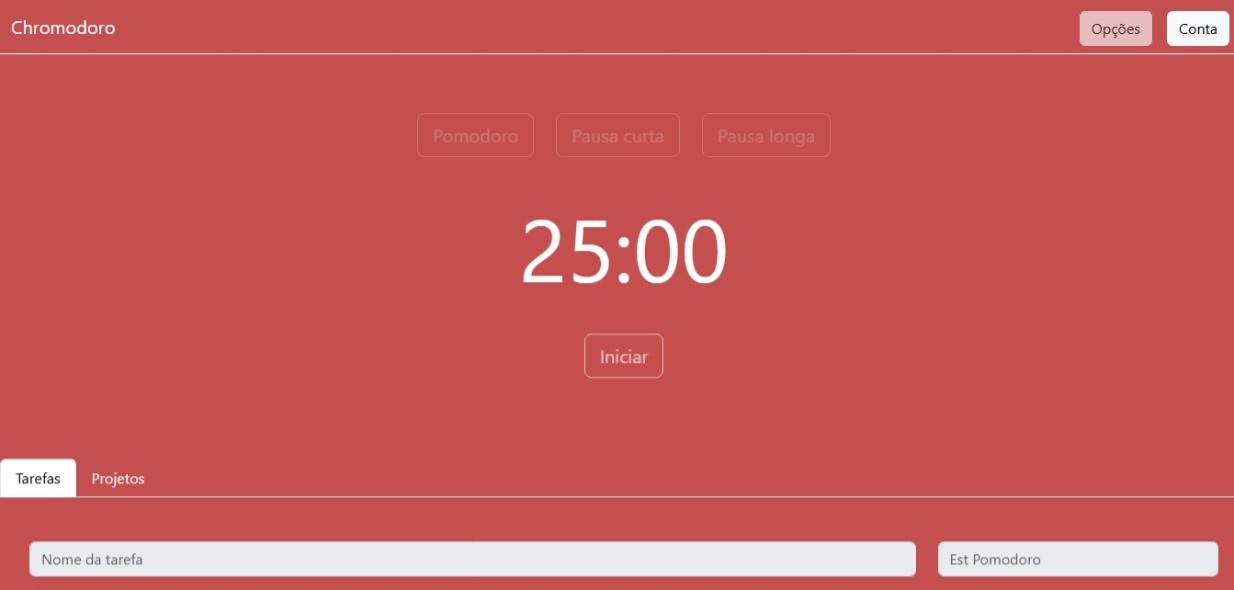 Chromodoro
Opções
Conta
Pomodoro
Pausa curta
Pausa longa
25:00
Iniciar
Tarefas
Projetos
Nome da tarefa
Est Pomodoro